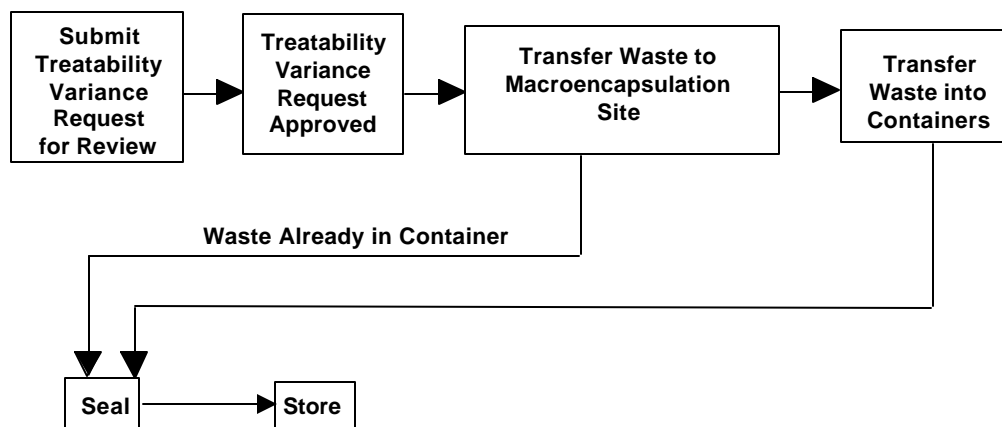 Submit
Treatability
Variance
Request
for Review
Treatability
Variance
Request
Approved
Transfer Waste to
Macroencapsulation
Site
Transfer
Waste into
Containers
Waste Already in Container
Seal
Store